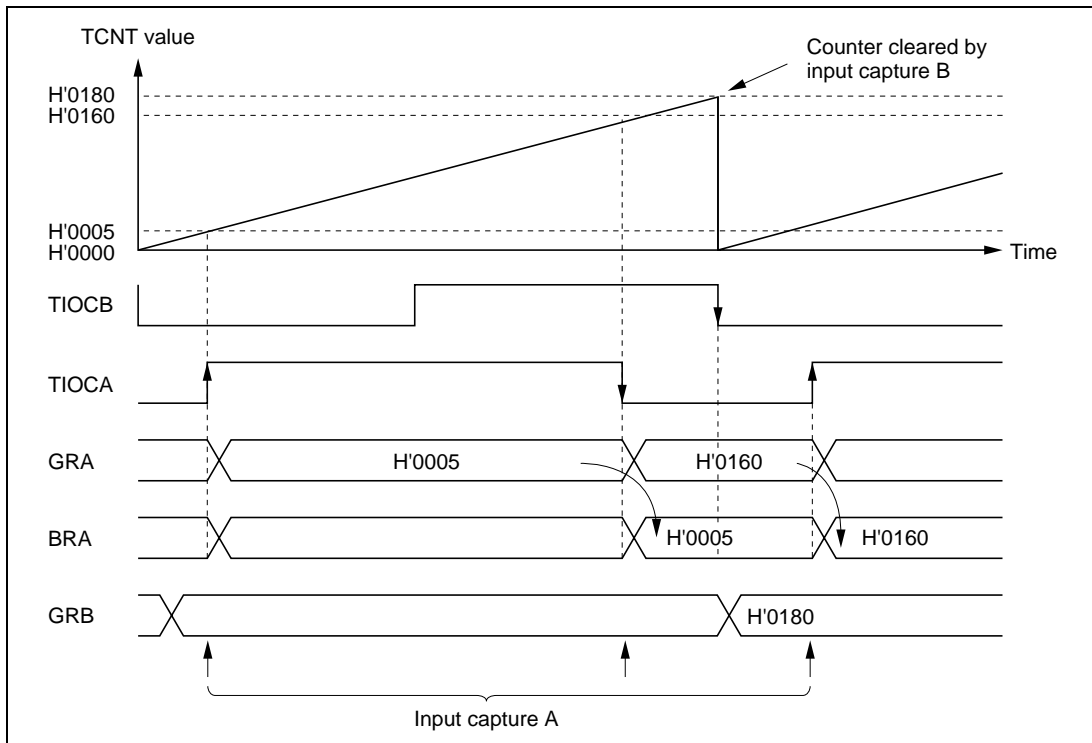 TCNT value
Counter cleared by
input capture B
H'0180
H'0160
H'0005
H'0000
Time
TIOCB
TIOCA
GRA
H'0005
H'0160
BRA
H'0005
H'0160
GRB
H'0180
Input capture A